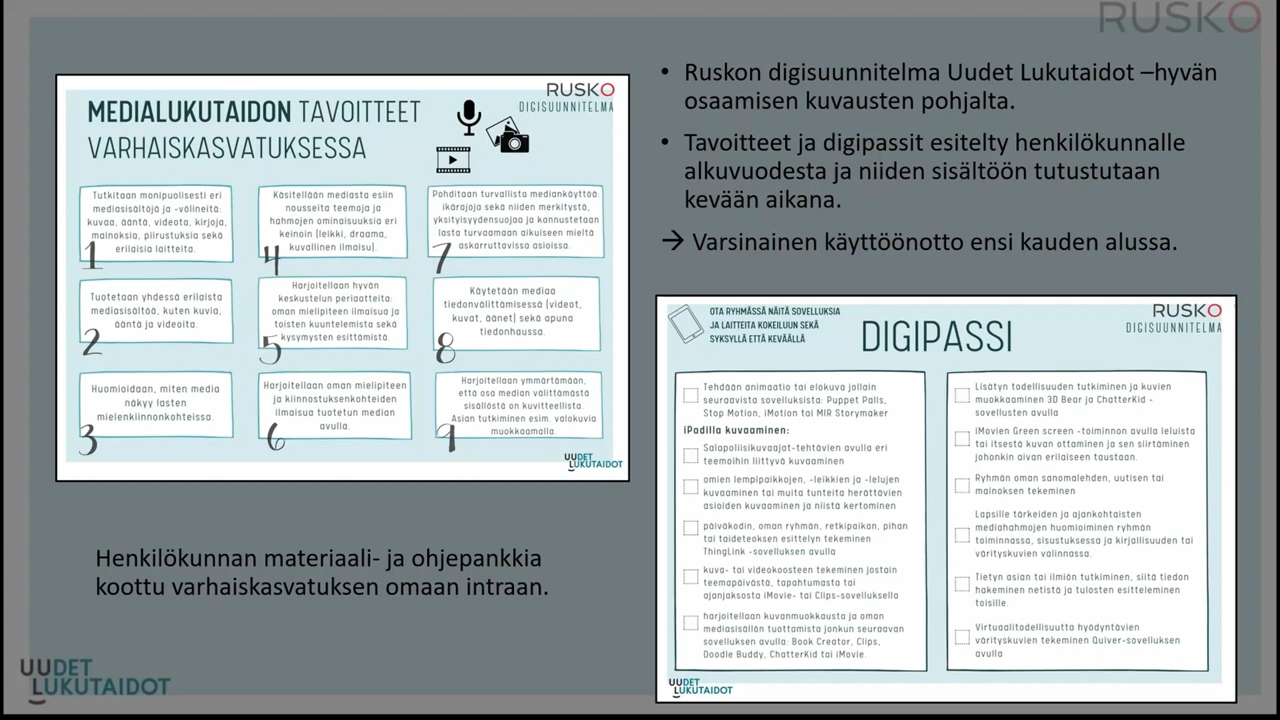 RUSKO
RUSKO
DIGISUUNNITELMA
MEDIALUKUTAIDON TAVOITTEET
VARHAISKASVATUKSESSA
Tutkitaan monipuolisesti eri
mediasisältöjä ja -välineitä:
kuvaa, ääntä, videota, kirjoja,
mainoksia, piirustuksia sekä
erilaisia laitteita.
1
Tuotetaan yhdessä erilaista
mediasisältöä, kuten kuvia,
ääntä ja videoita.
2
Huomioidaan, miten media
näkyy lasten
mielenkiinnonkohteissa.
3
Käsitellään mediasta esiin
nousseita teemoja ja
hahmojen ominaisuuksia eri
keinoin (leikki, draama,
kuvallinen ilmaisu).
4
Harjoitellaan hyvän
keskustelun periaatteita:
oman mielipiteen ilmaisua ja
toisten kuuntelemista sekä
kysymysten esittämistä.
5
Harjoitellaan oman mielipiteen
ja kiinnostuksenkohteiden
ilmaisua tuotetun median
avulla.
6
Pohditaan turvallista mediankäyttöä:
ikärajoja sekä niiden merkitystä,
yksityisyydensuojaa ja kannustetaan
lasta turvaamaan aikuiseen mieltä
askarruttavissa asioissa.
7
Käytetään mediaa
tiedonvälittämisessä (videot,
kuvat, äänet) sekä apuna
tiedonhaussa.
8
Harjoitellaan ymmärtämään,
että osa median välittämästä
sisällöstä on kuvitteellista.
Asian tutkiminen esim. valokuvia
muokkaamalla.
9
UUDET
LUKUTAIDOT
• Ruskon digisuunnitelma Uudet Lukutaidot –hyvän
osaamisen kuvausten pohjalta.
• Tavoitteet ja digipassit esitelty henkilökunnalle
alkuvuodesta ja niiden sisältöön tutustutaan
kevään aikana.
→ Varsinainen käyttöönotto ensi kauden alussa.
OTA RYHMÄSSÄ NÄITÄ SOVELLUKSIA
JA LAITTEITA KOKEILUUN SEKÄ
SYKSYLLÄ ETTÄ KEVÄÄLLÄ
DIGIPASSI
RUSKO
DIGISUUNNITELMA
Tehdään animaatio tai elokuva jollain
seuraavista sovelluksista: Puppet Palls,
Stop Motion, iMotion tai MIR Storymaker
iPadilla kuvaaminen:
Salapoliisikuvaajat-tehtävien avulla eri
teemoihin liittyvä kuvaaminen
omien lempipaikkojen, -leikkien ja -lelujen
kuvaaminen tai muita tunteita herättävien
asioiden kuvaaminen ja niistä kertominen
päiväkodin, oman ryhmän, retkipaikan, pihan
tai taideteoksen esittelyn tekeminen
ThingLink -sovelluksen avulla
kuva- tai videokoosteen tekeminen jostain
teemapäivästä, tapahtumasta tai
ajanjaksosta iMovie- tai Clips-sovelluksella
harjoitellaan kuvanmuokkausta ja oman
mediasisällön tuottamista jonkun seuraavan
sovelluksen avulla: Book Creator, Clips,
Doodle Buddy, ChatterKid tai iMovie.
Lisätyn todellisuuden tutkiminen ja kuvien
muokkaaminen 3D Bear ja ChatterKid -
sovellusten avulla
iMovien Green screen -toiminnon avulla leluista
tai itsestä kuvan ottaminen ja sen siirtäminen
johonkin aivan erilaiseen taustaan.
Ryhmän oman sanomalehden, uutisen tai
mainoksen tekeminen
Lapsille tärkeiden ja ajankohtaisten
mediahahmojen huomioiminen ryhmän
toiminnassa, sisustuksessa ja kirjallisuuden tai
värityskuvien valinnassa.
Tietyn asian tai ilmiön tutkiminen, siitä tiedon
hakeminen netistä ja tulosten esitteleminen
toisille.
Virtuaalitodellisuutta hyödyntävien
värityskuvien tekeminen Quiver-sovelluksen
avulla
UUDET
LUKUTAIDOT
Henkilökunnan materiaali- ja ohjepankkia
koottu varhaiskasvatuksen omaan intraan.
UUDET
LUKUTAIDOT